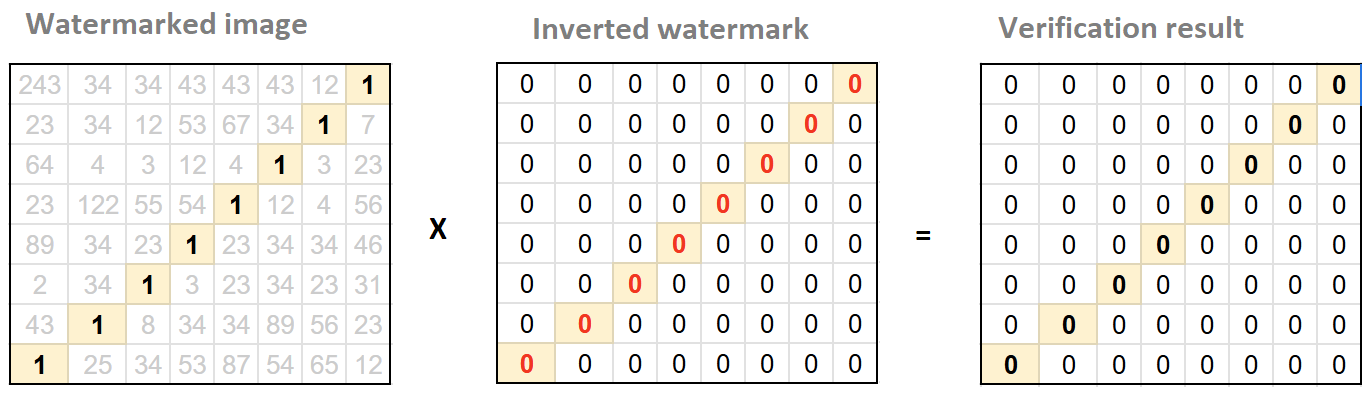 Watermarked image
Inverted watermark
Verification result
243 34 34 43 43 43 12 1
23 34 12 53 67 34 1 7
64 4 3 12 4 1 3 23
23 122 55 54 1 12 4 56
89 34 23 1 23 34 34 46
2 34 1 3 23 34 23 31
43 1 8 34 34 89 56 23
1 25 34 53 87 54 65 12
X
0 0 0 0 0 0 0 0
0 0 0 0 0 0 0 0
0 0 0 0 0 0 0 0
0 0 0 0 0 0 0 0
0 0 0 0 0 0 0 0
0 0 0 0 0 0 0 0
0 0 0 0 0 0 0 0
0 0 0 0 0 0 0 0
=
0 0 0 0 0 0 0 0
0 0 0 0 0 0 0 0
0 0 0 0 0 0 0 0
0 0 0 0 0 0 0 0
0 0 0 0 0 0 0 0
0 0 0 0 0 0 0 0
0 0 0 0 0 0 0 0
0 0 0 0 0 0 0 0